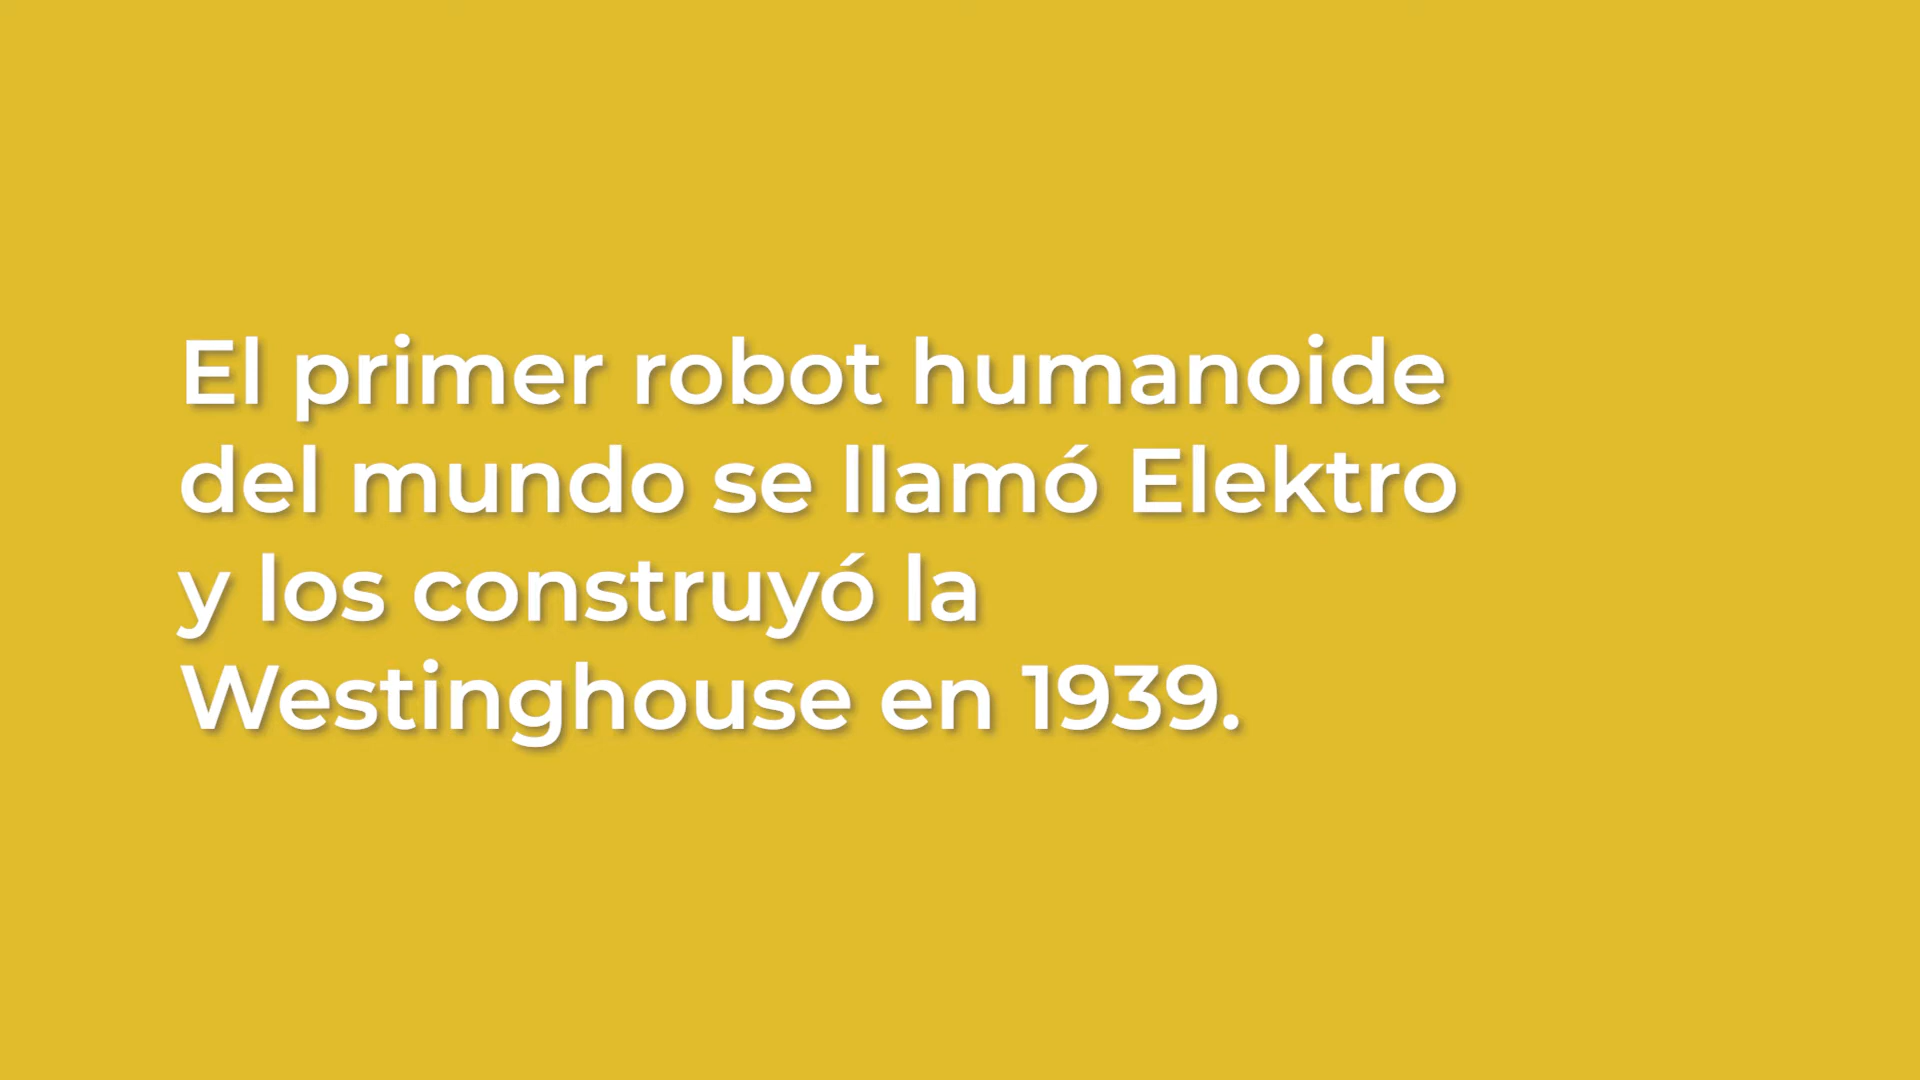 El primer robot humanoide
del mundo se llamó Elektro
y los construyó la
Westinghouse en 1939.